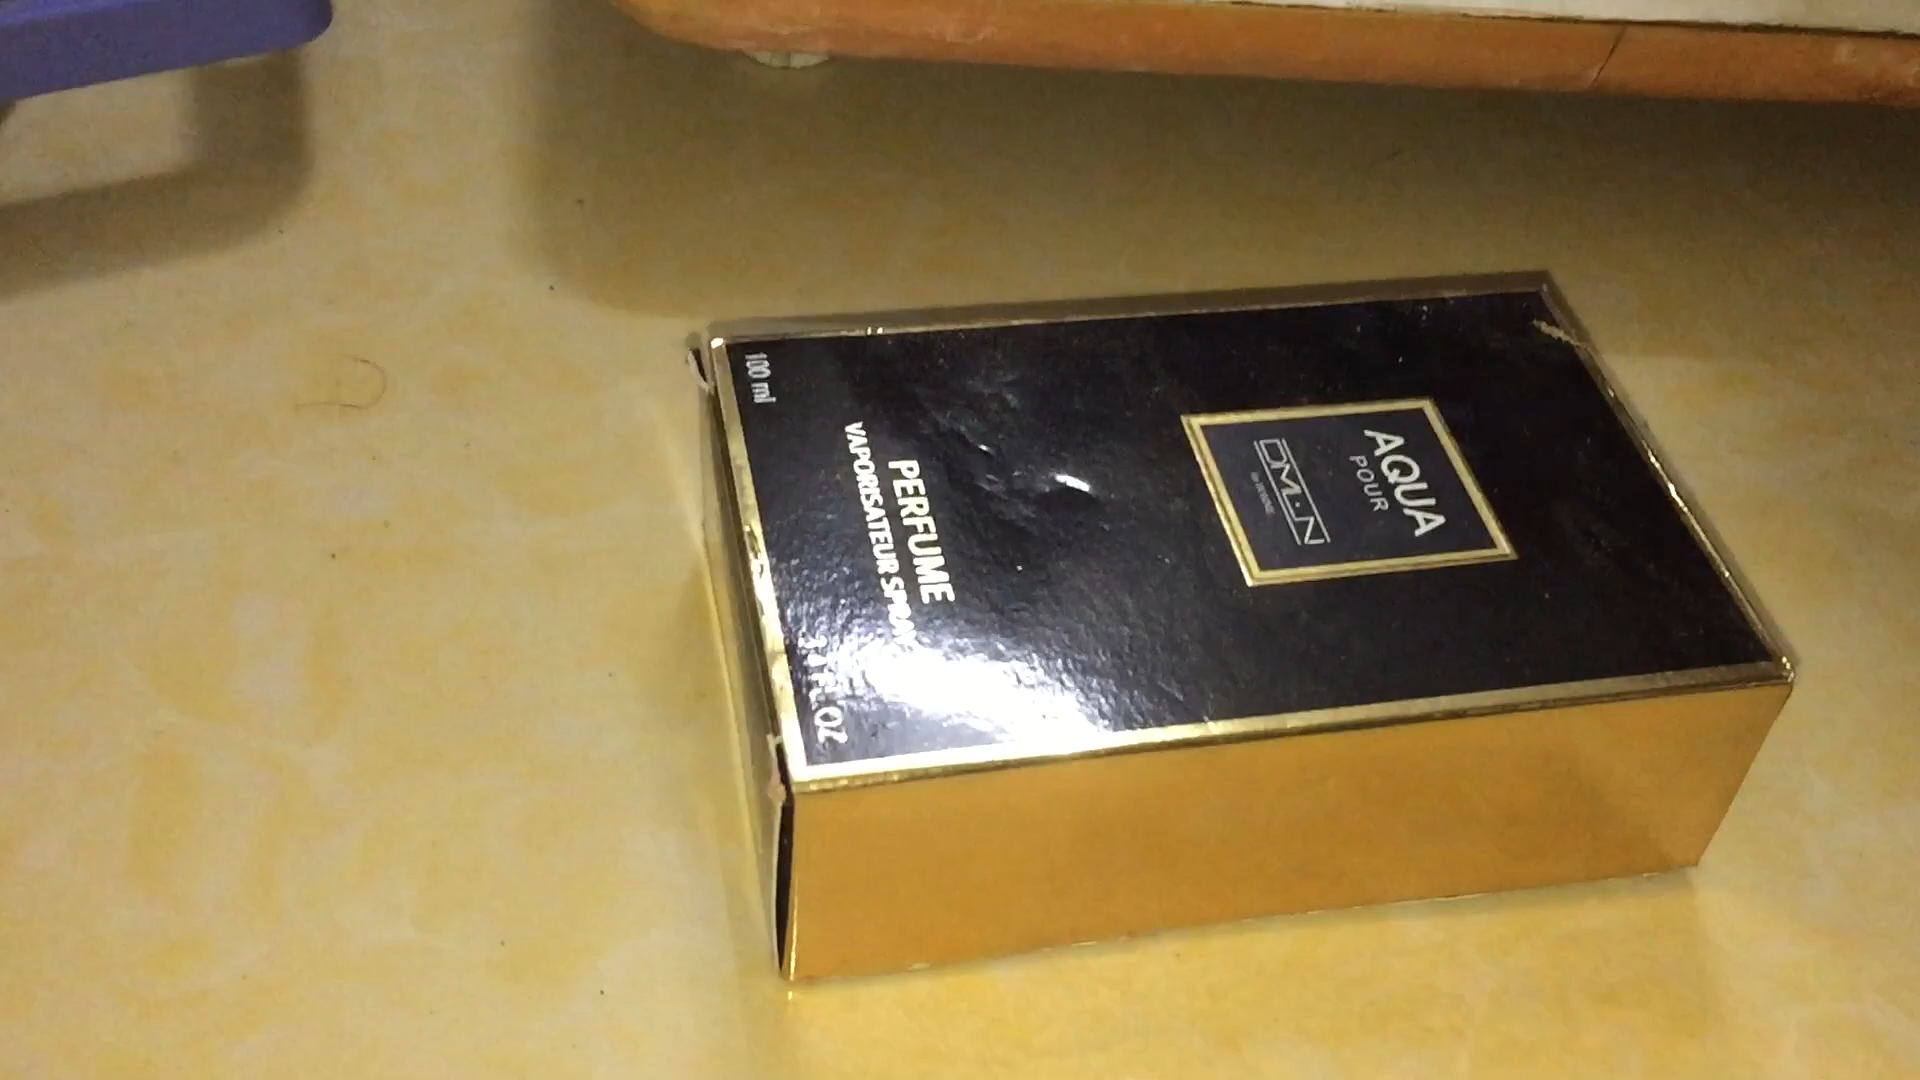 AQUA
POUR
DMLN
PERFUME
VAPORISATEUR SPRAY
100 ml
3.4 FL.OZ